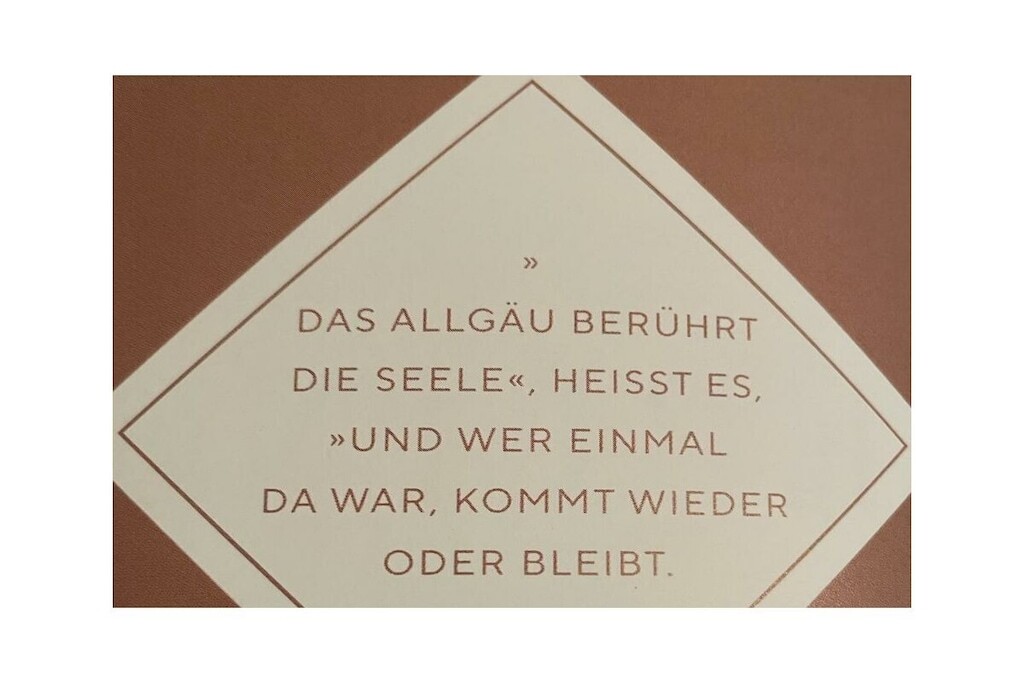 »
DAS ALLGÄU BERÜHRT
DIE SEELE«, HEISST ES,
»UND WER EINMAL
DA WAR, KOMMT WIEDER
ODER BLEIBT.